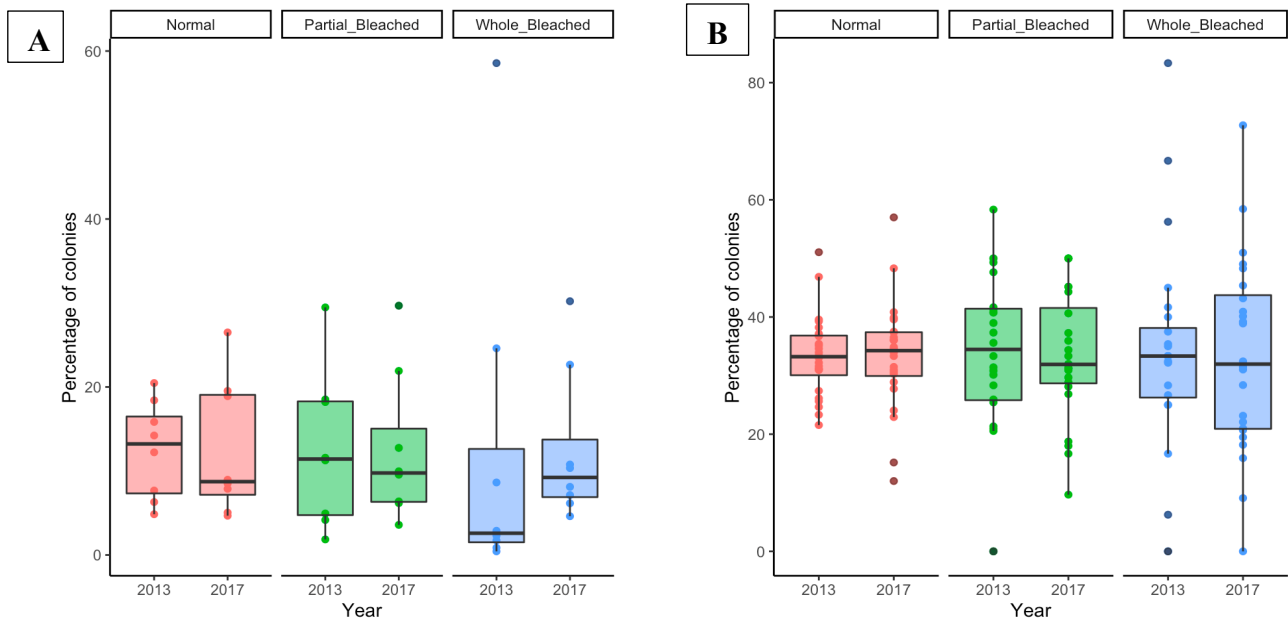 A
Normal Partial_Bleached Whole_Bleached
60
40
20
0
Percentage of colonies
2013 2017 2013 2017 2013 2017
Year
B
Normal Partial_Bleached Whole_Bleached
80
60
40
20
0
Percentage of colonies
2013 2017 2013 2017 2013 2017
Year